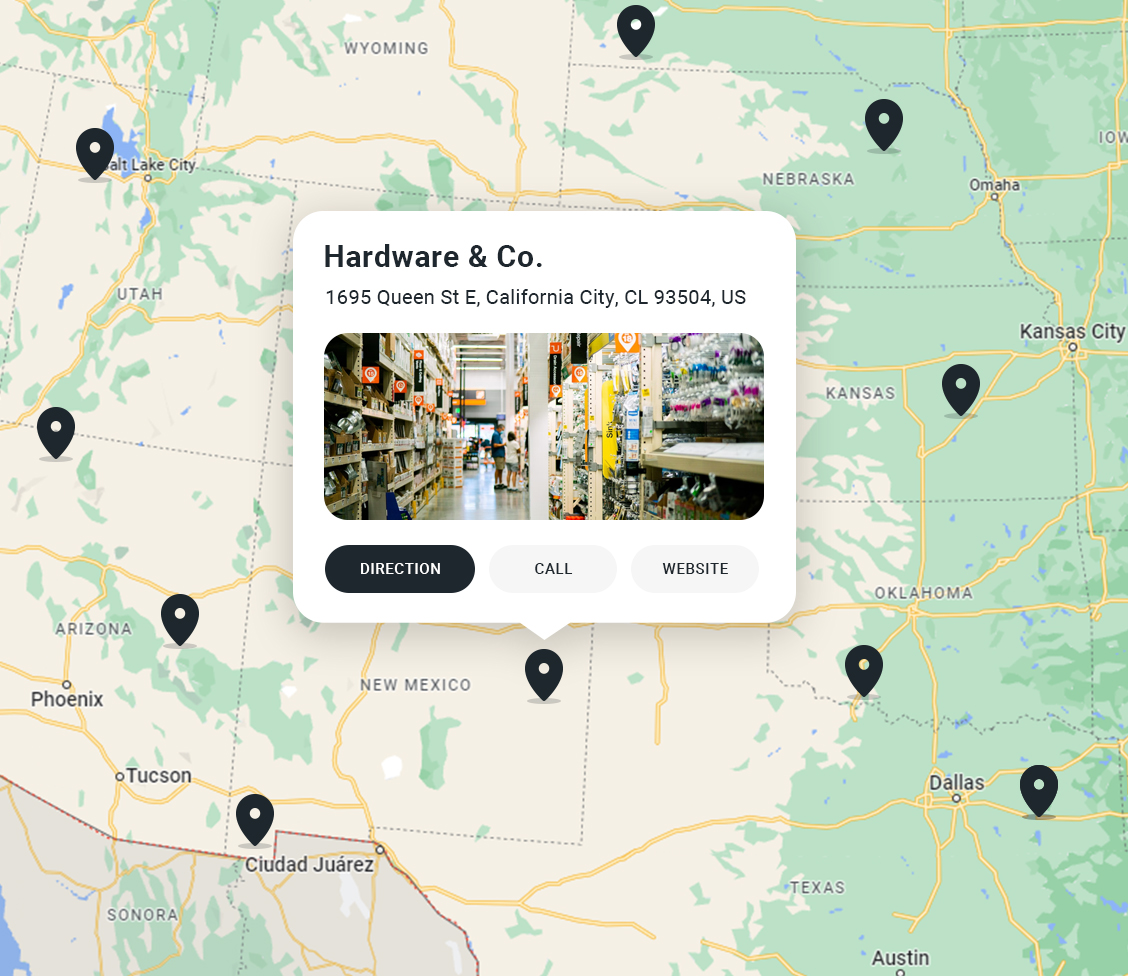 WYOMING
IOW
alt Lake City
NEBRASKA
Omaha
Hardware & Co.
1695 Queen St E, California City, CL 93504, US
UTAH
Kansas City
KANSAS
DIRECTION
CALL
WEBSITE
OKLAHOMA
ARIZONA
NEW MEXICO
Phoenix
Tucson
Dallas
Ciudad Juárez
TEXAS
SONORA
Austin